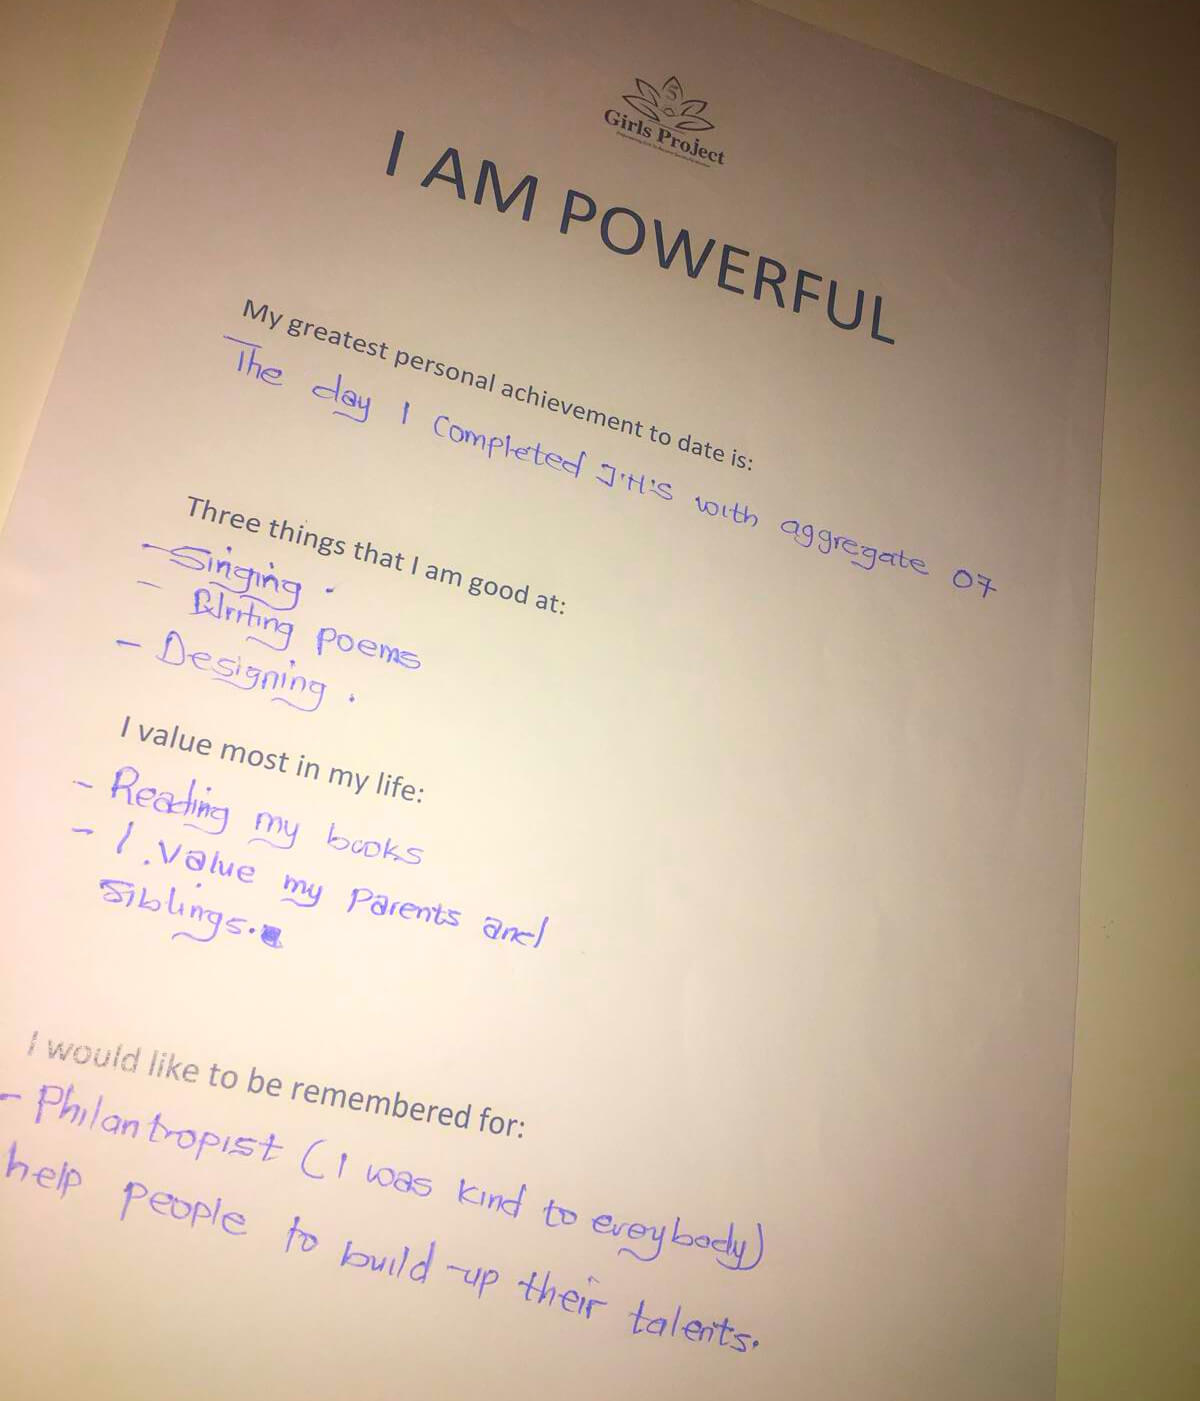 5
Girls Project
I AM POWERFUL
My greatest personal achievement to date is:
The day I completed J.H.S with aggregate 07
Three things that I am good at:
- Singing.
- Writing poems
- Designing.
I value most in my life:
- Reading my books
- I. value my Parents and
Siblings.
I would like to be remembered for:
- Philantropist (I was kind to everybody)
help people to build-up their talents.